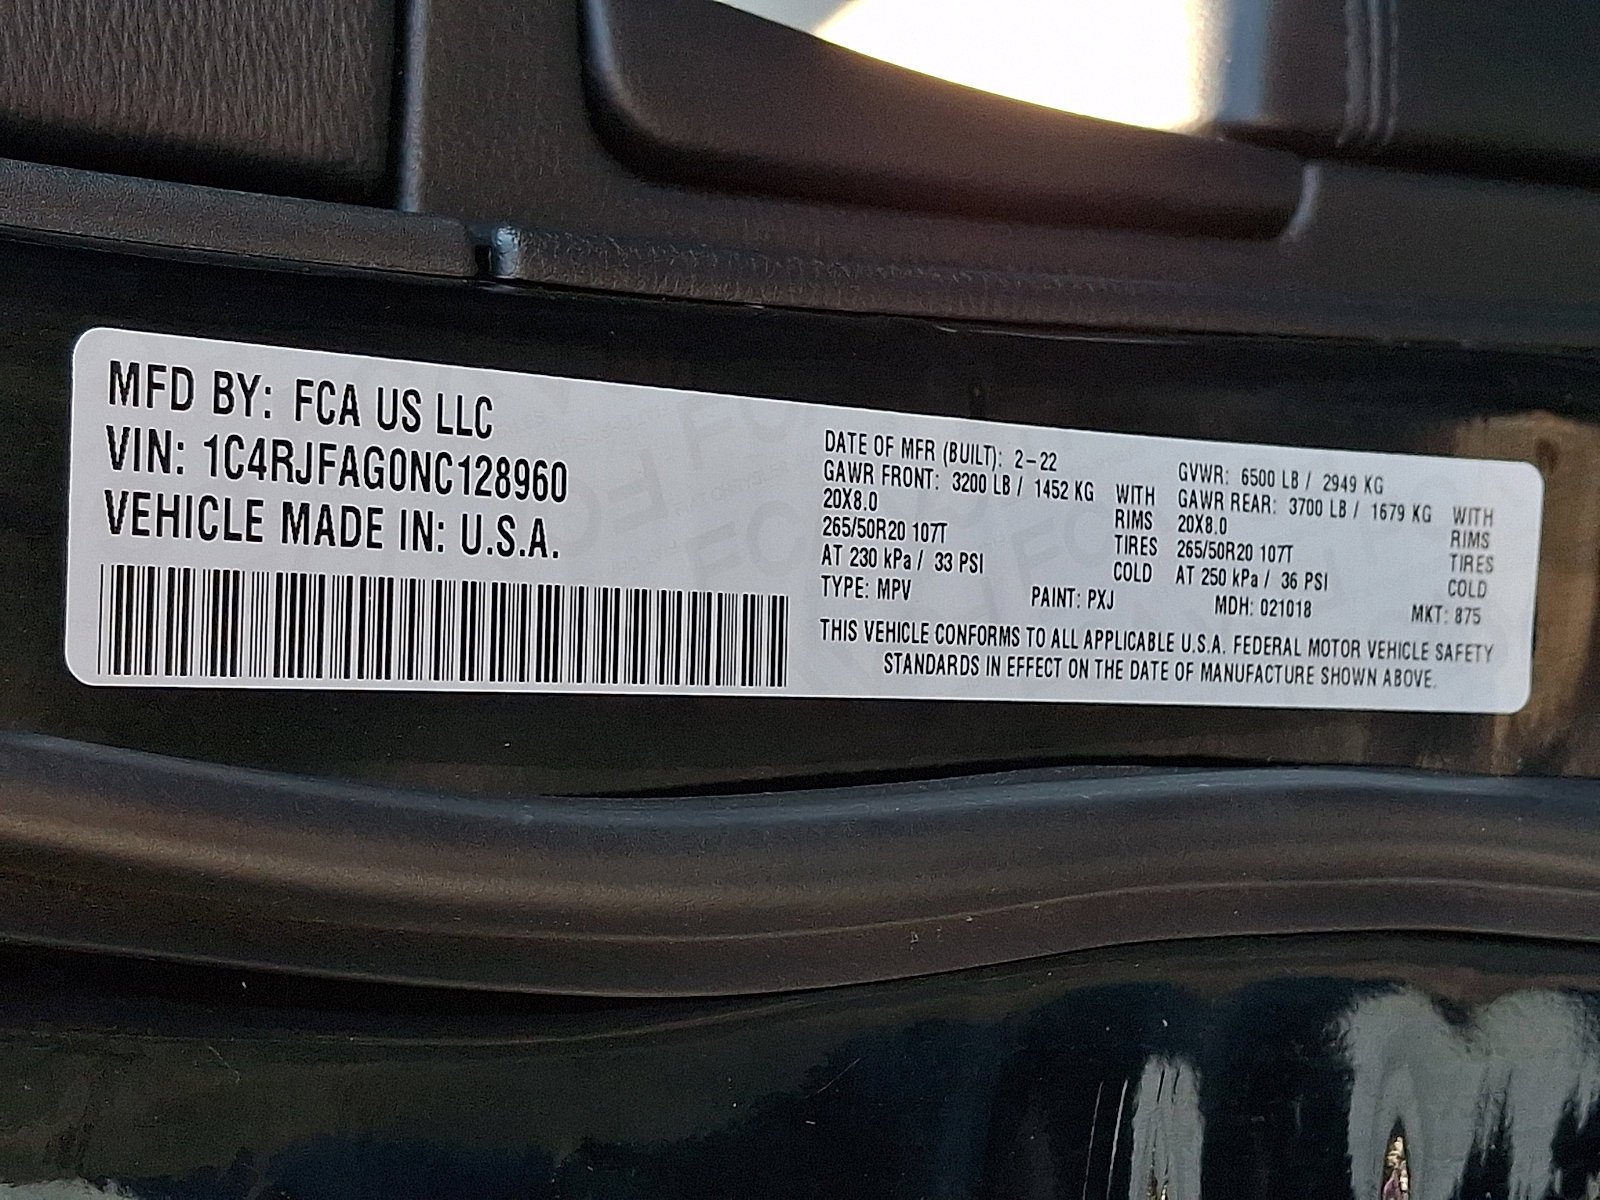 MFD BY: FCA US LLC
VIN: 1C4RJFAG0NC128960
VEHICLE MADE IN: U.S.A.
DATE OF MFR (BUILT): 2-22
GAWR FRONT: 3200 LB / 1452 KG WITH
20X8.0 RIMS
265/50R20 107T TIRES
AT 230 kPa / 33 PSI COLD
GVWR: 6500 LB / 2949 KG
GAWR REAR: 3700 LB / 1679 KG WITH
20X8.0 RIMS
265/50R20 107T TIRES
AT 250 kPa / 36 PSI COLD
TYPE: MPV PAINT: PXJ MDH: 021018 MKT: 875
THIS VEHICLE CONFORMS TO ALL APPLICABLE U.S.A. FEDERAL MOTOR VEHICLE SAFETY
STANDARDS IN EFFECT ON THE DATE OF MANUFACTURE SHOWN ABOVE.